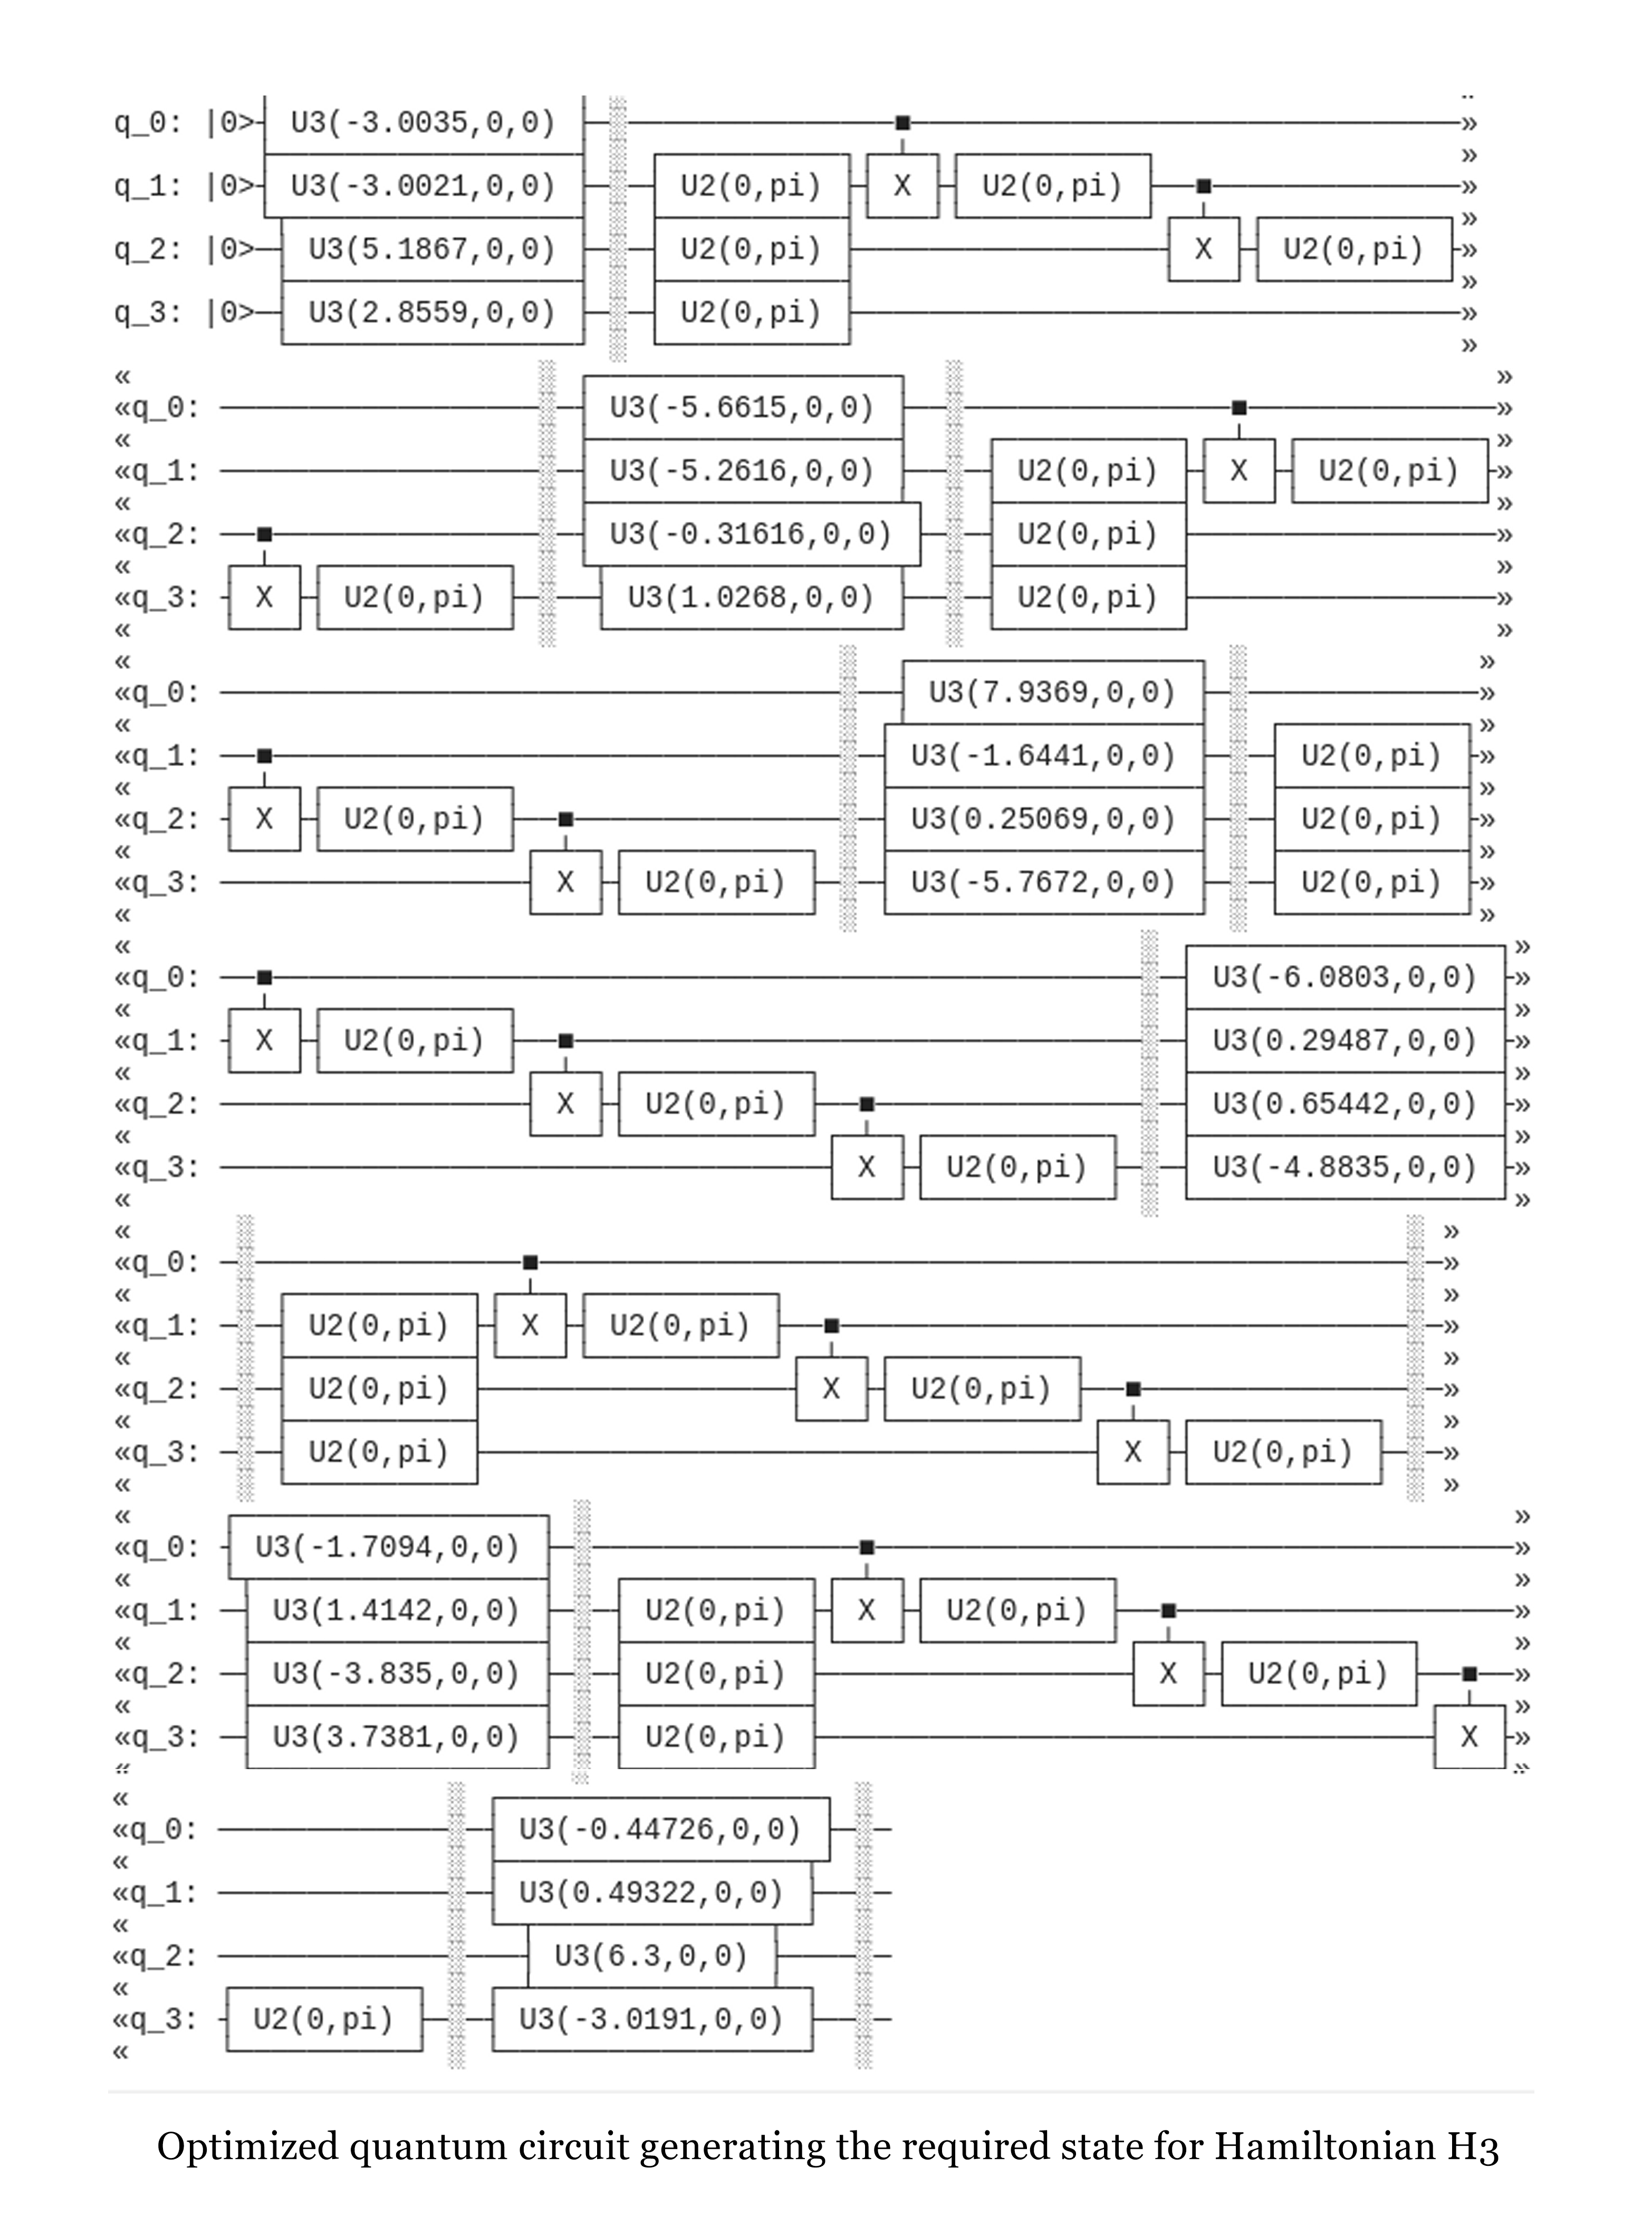 q_0: |0> U3(-3.0035,0,0) »
»
q_1: |0> U3(-3.0021,0,0) U2(0,pi) X U2(0,pi) »
»
q_2: |0> U3(5.1867,0,0) U2(0,pi) X U2(0,pi) »
»
q_3: |0> U3(2.8559,0,0) U2(0,pi) »
»
« »
«q_0: U3(-5.6615,0,0) »
« »
«q_1: U3(-5.2616,0,0) U2(0,pi) X U2(0,pi) »
« »
«q_2: U3(-0.31616,0,0) U2(0,pi) »
« »
«q_3: X U2(0,pi) U3(1.0268,0,0) U2(0,pi) »
« »
« »
«q_0: U3(7.9369,0,0) »
« »
«q_1: U3(-1.6441,0,0) U2(0,pi) »
« »
«q_2: X U2(0,pi) U3(0.25069,0,0) U2(0,pi) »
« »
«q_3: X U2(0,pi) U3(-5.7672,0,0) U2(0,pi) »
« »
« »
«q_0: U3(-6.0803,0,0) »
« »
«q_1: X U2(0,pi) U3(0.29487,0,0) »
« »
«q_2: X U2(0,pi) U3(0.65442,0,0) »
« »
«q_3: X U2(0,pi) U3(-4.8835,0,0) »
« »
« »
«q_0: »
« »
«q_1: U2(0,pi) X U2(0,pi) »
« »
«q_2: U2(0,pi) X U2(0,pi) »
« »
«q_3: U2(0,pi) X U2(0,pi) »
« »
« »
«q_0: U3(-1.7094,0,0) »
« »
«q_1: U3(1.4142,0,0) U2(0,pi) X U2(0,pi) »
« »
«q_2: U3(-3.835,0,0) U2(0,pi) X U2(0,pi) »
« »
«q_3: U3(3.7381,0,0) U2(0,pi) X »
« »
«
«q_0: U3(-0.44726,0,0)
«
«q_1: U3(0.49322,0,0)
«
«q_2: U3(6.3,0,0)
«
«q_3: U2(0,pi) U3(-3.0191,0,0)
«
Optimized quantum circuit generating the required state for Hamiltonian H3